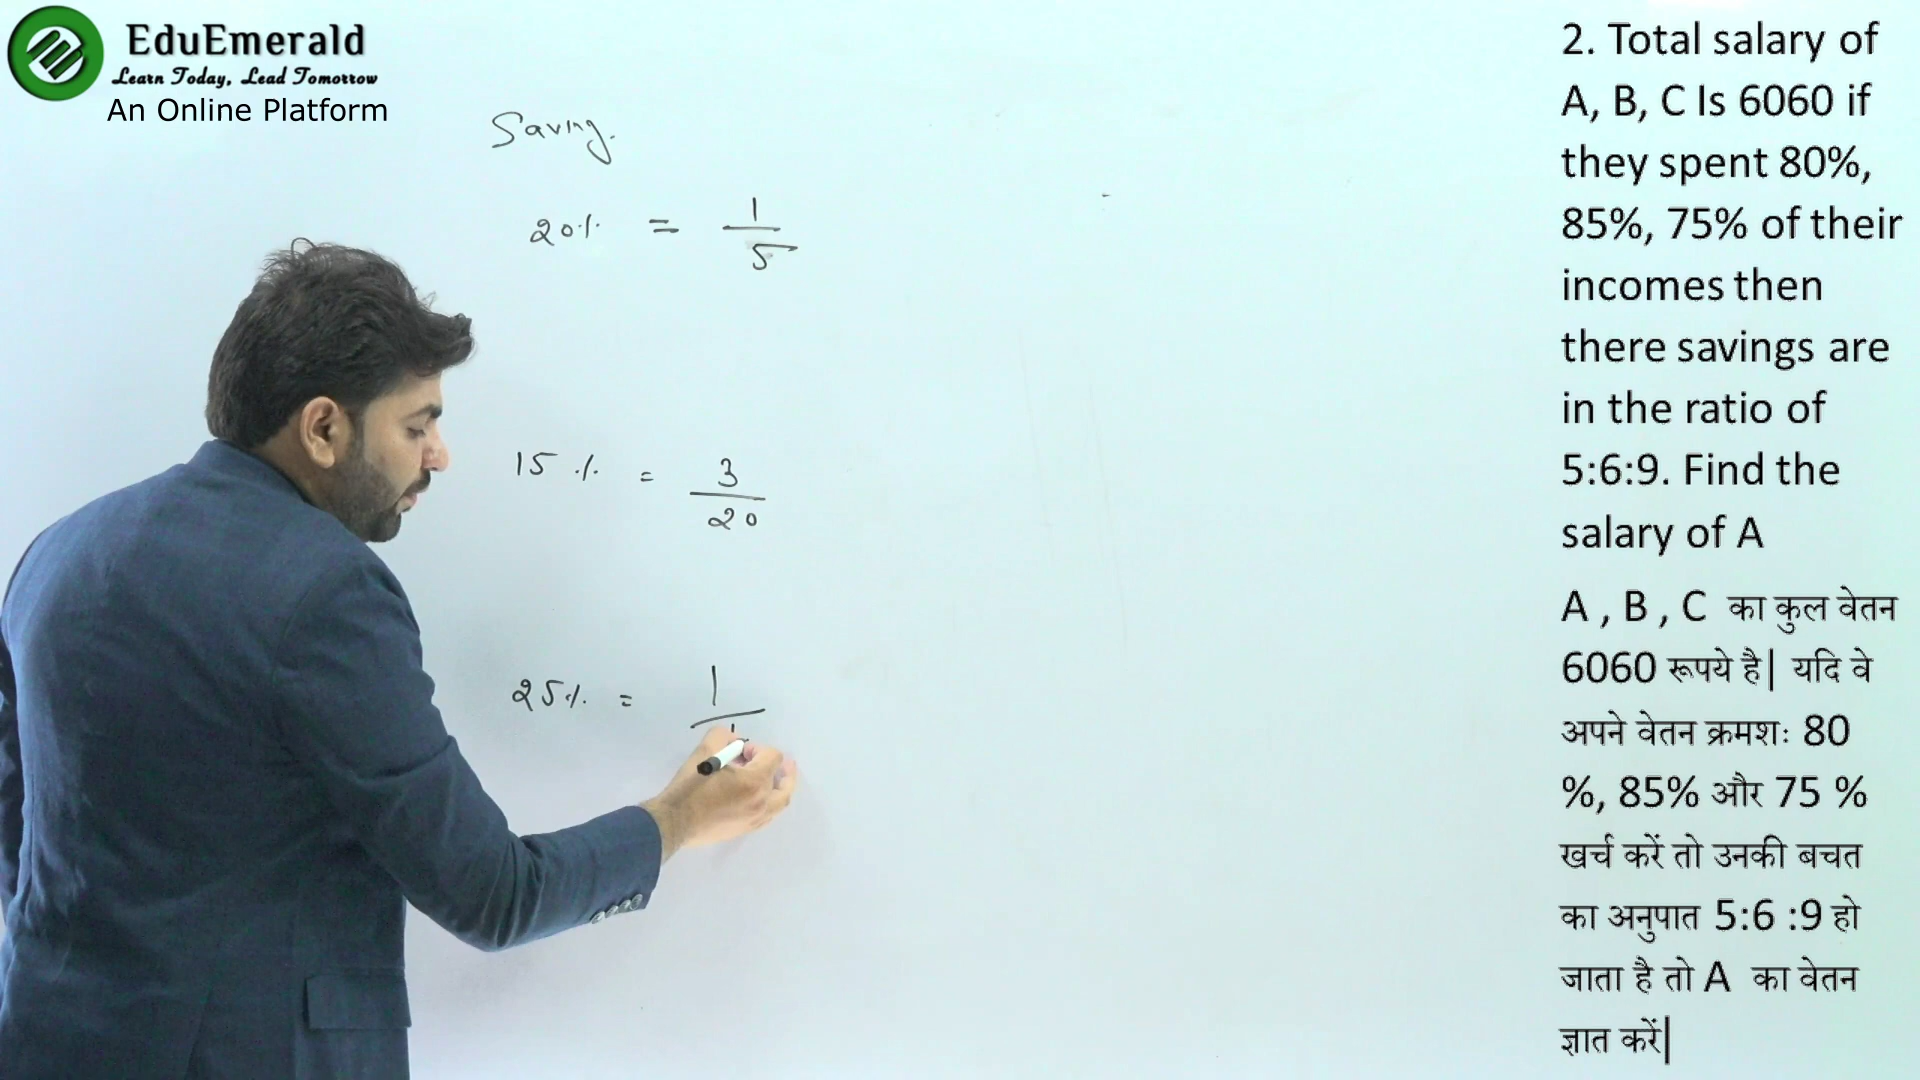 EduEmerald
Learn Today, Lead Tomorrow
An Online Platform
Saving.
20% = 1/5
15% = 3/20
25% = 1/
2. Total salary of
A, B, C Is 6060 if
they spent 80%,
85%, 75% of their
incomes then
there savings are
in the ratio of
5:6:9. Find the
salary of A
A , B , C का कुल वेतन
6060 रूपये है| यदि वे
अपने वेतन क्रमशः 80
%, 85% और 75 %
खर्च करें तो उनकी बचत
का अनुपात 5:6 :9 हो
जाता है तो A का वेतन
ज्ञात करें|